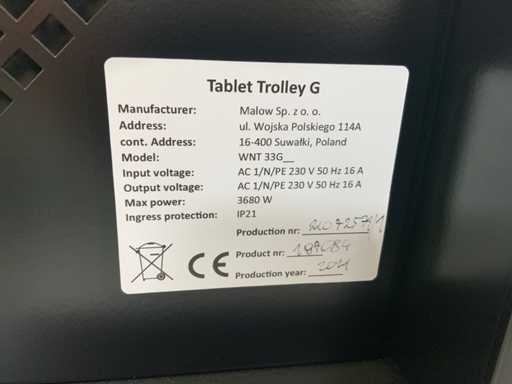 Tablet Trolley G
Manufacturer: Malow Sp. z o. o.
Address: ul. Wojska Polskiego 114A
cont. Address: 16-400 Suwałki, Poland
Model: WNT 33G__
Input voltage: AC 1/N/PE 230 V 50 Hz 16 A
Output voltage: AC 1/N/PE 230 V 50 Hz 16 A
Max power: 3680 W
Ingress protection: IP21
Production nr:
Product nr:
CE
Production year: